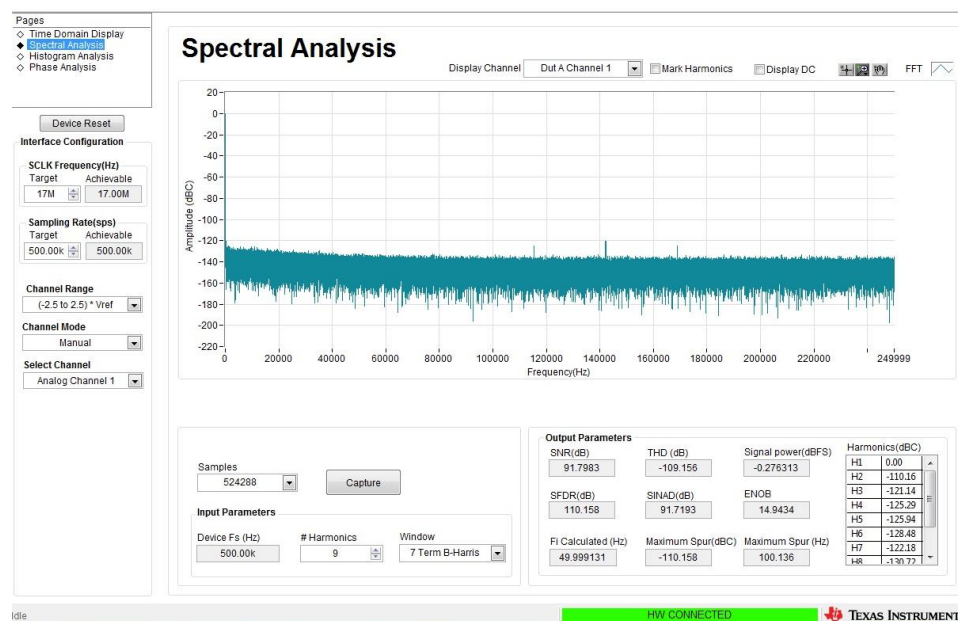 Pages
Time Domain Display
Spectral Analysis
Histogram Analysis
Phase Analysis
Device Reset
Interface Configuration
SCLK Frequency(Hz)
Target Achievable
17M 17.00M
Sampling Rate(sps)
Target Achievable
500.00k 500.00k
Channel Range
(-2.5 to 2.5) * Vref
Channel Mode
Manual
Select Channel
Analog Channel 1
Spectral Analysis
Display Channel Dut A Channel 1 Mark Harmonics Display DC FFT
Amplitude (dBC)
20
0
-20
-40
-60
-80
-100
-120
-140
-160
-180
-200
-220
0 20000 40000 60000 80000 100000 120000 140000 160000 180000 200000 220000 249999
Frequency(Hz)
Samples
524288 Capture
Input Parameters
Device Fs (Hz) # Harmonics Window
500.00k 9 7 Term B-Harris
Output Parameters
SNR(dB) THD (dB) Signal power(dBFS)
91.7983 -109.156 -0.276313
SFDR(dB) SINAD(dB) ENOB
110.158 91.7193 14.9434
Fi Calculated (Hz) Maximum Spur(dBC) Maximum Spur (Hz)
49.999131 -110.158 100.136
Harmonics(dBC)
H1 0.00
H2 -110.16
H3 -121.14
H4 -125.29
H5 -125.94
H6 -128.48
H7 -122.18
H8 -130.72
Idle HW CONNECTED TEXAS INSTRUMENT